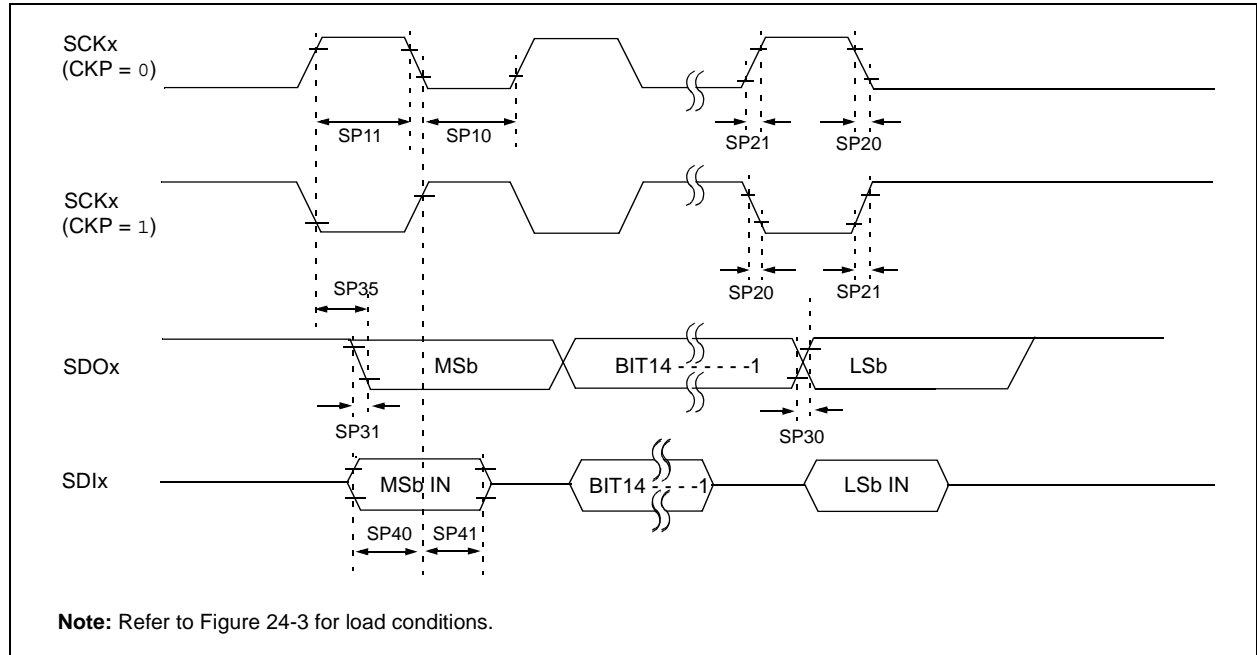 SCKx
(CKP = 0)
SP11
SP10
SP21
SP20
SCKx
(CKP = 1)
SP35
SP20
SP21
SDOx
MSb
BIT14 - - - - - - -1
LSb
SP31
SP30
SDIx
MSb IN
BIT14 - - - -1
LSb IN
SP40
SP41
Note: Refer to Figure 24-3 for load conditions.